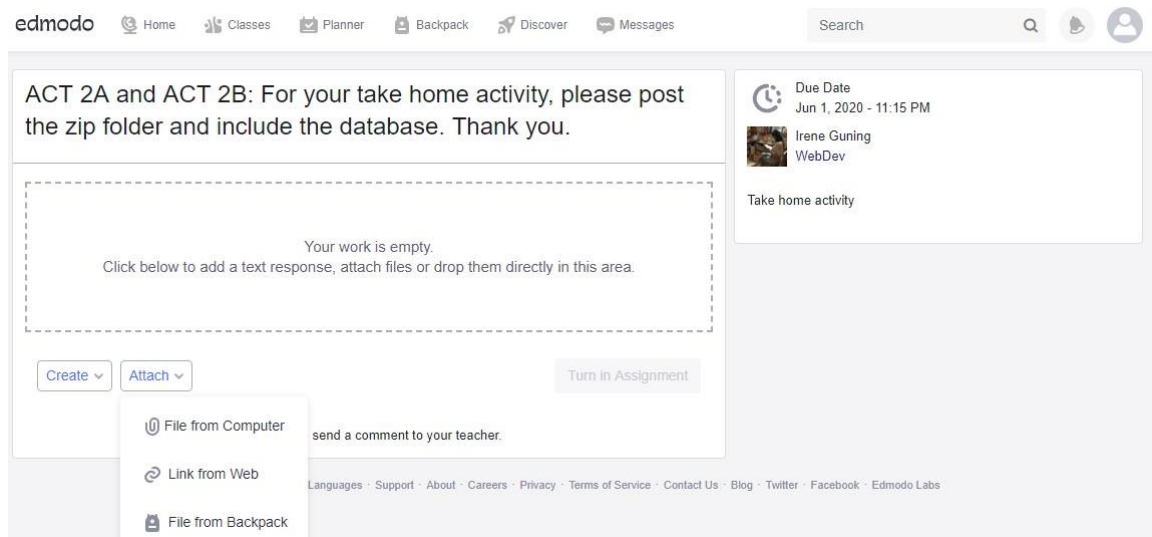 edmodo Home Classes Planner Backpack Discover Messages Search
ACT 2A and ACT 2B: For your take home activity, please post
the zip folder and include the database. Thank you.
Your work is empty.
Click below to add a text response, attach files or drop them directly in this area.
Create Attach Turn in Assignment
File from Computer
send a comment to your teacher.
Link from Web
Languages · Support · About · Careers · Privacy · Terms of Service · Contact Us · Blog · Twitter · Facebook · Edmodo Labs
File from Backpack
Due Date
Jun 1, 2020 - 11:15 PM
Irene Guning
WebDev
Take home activity